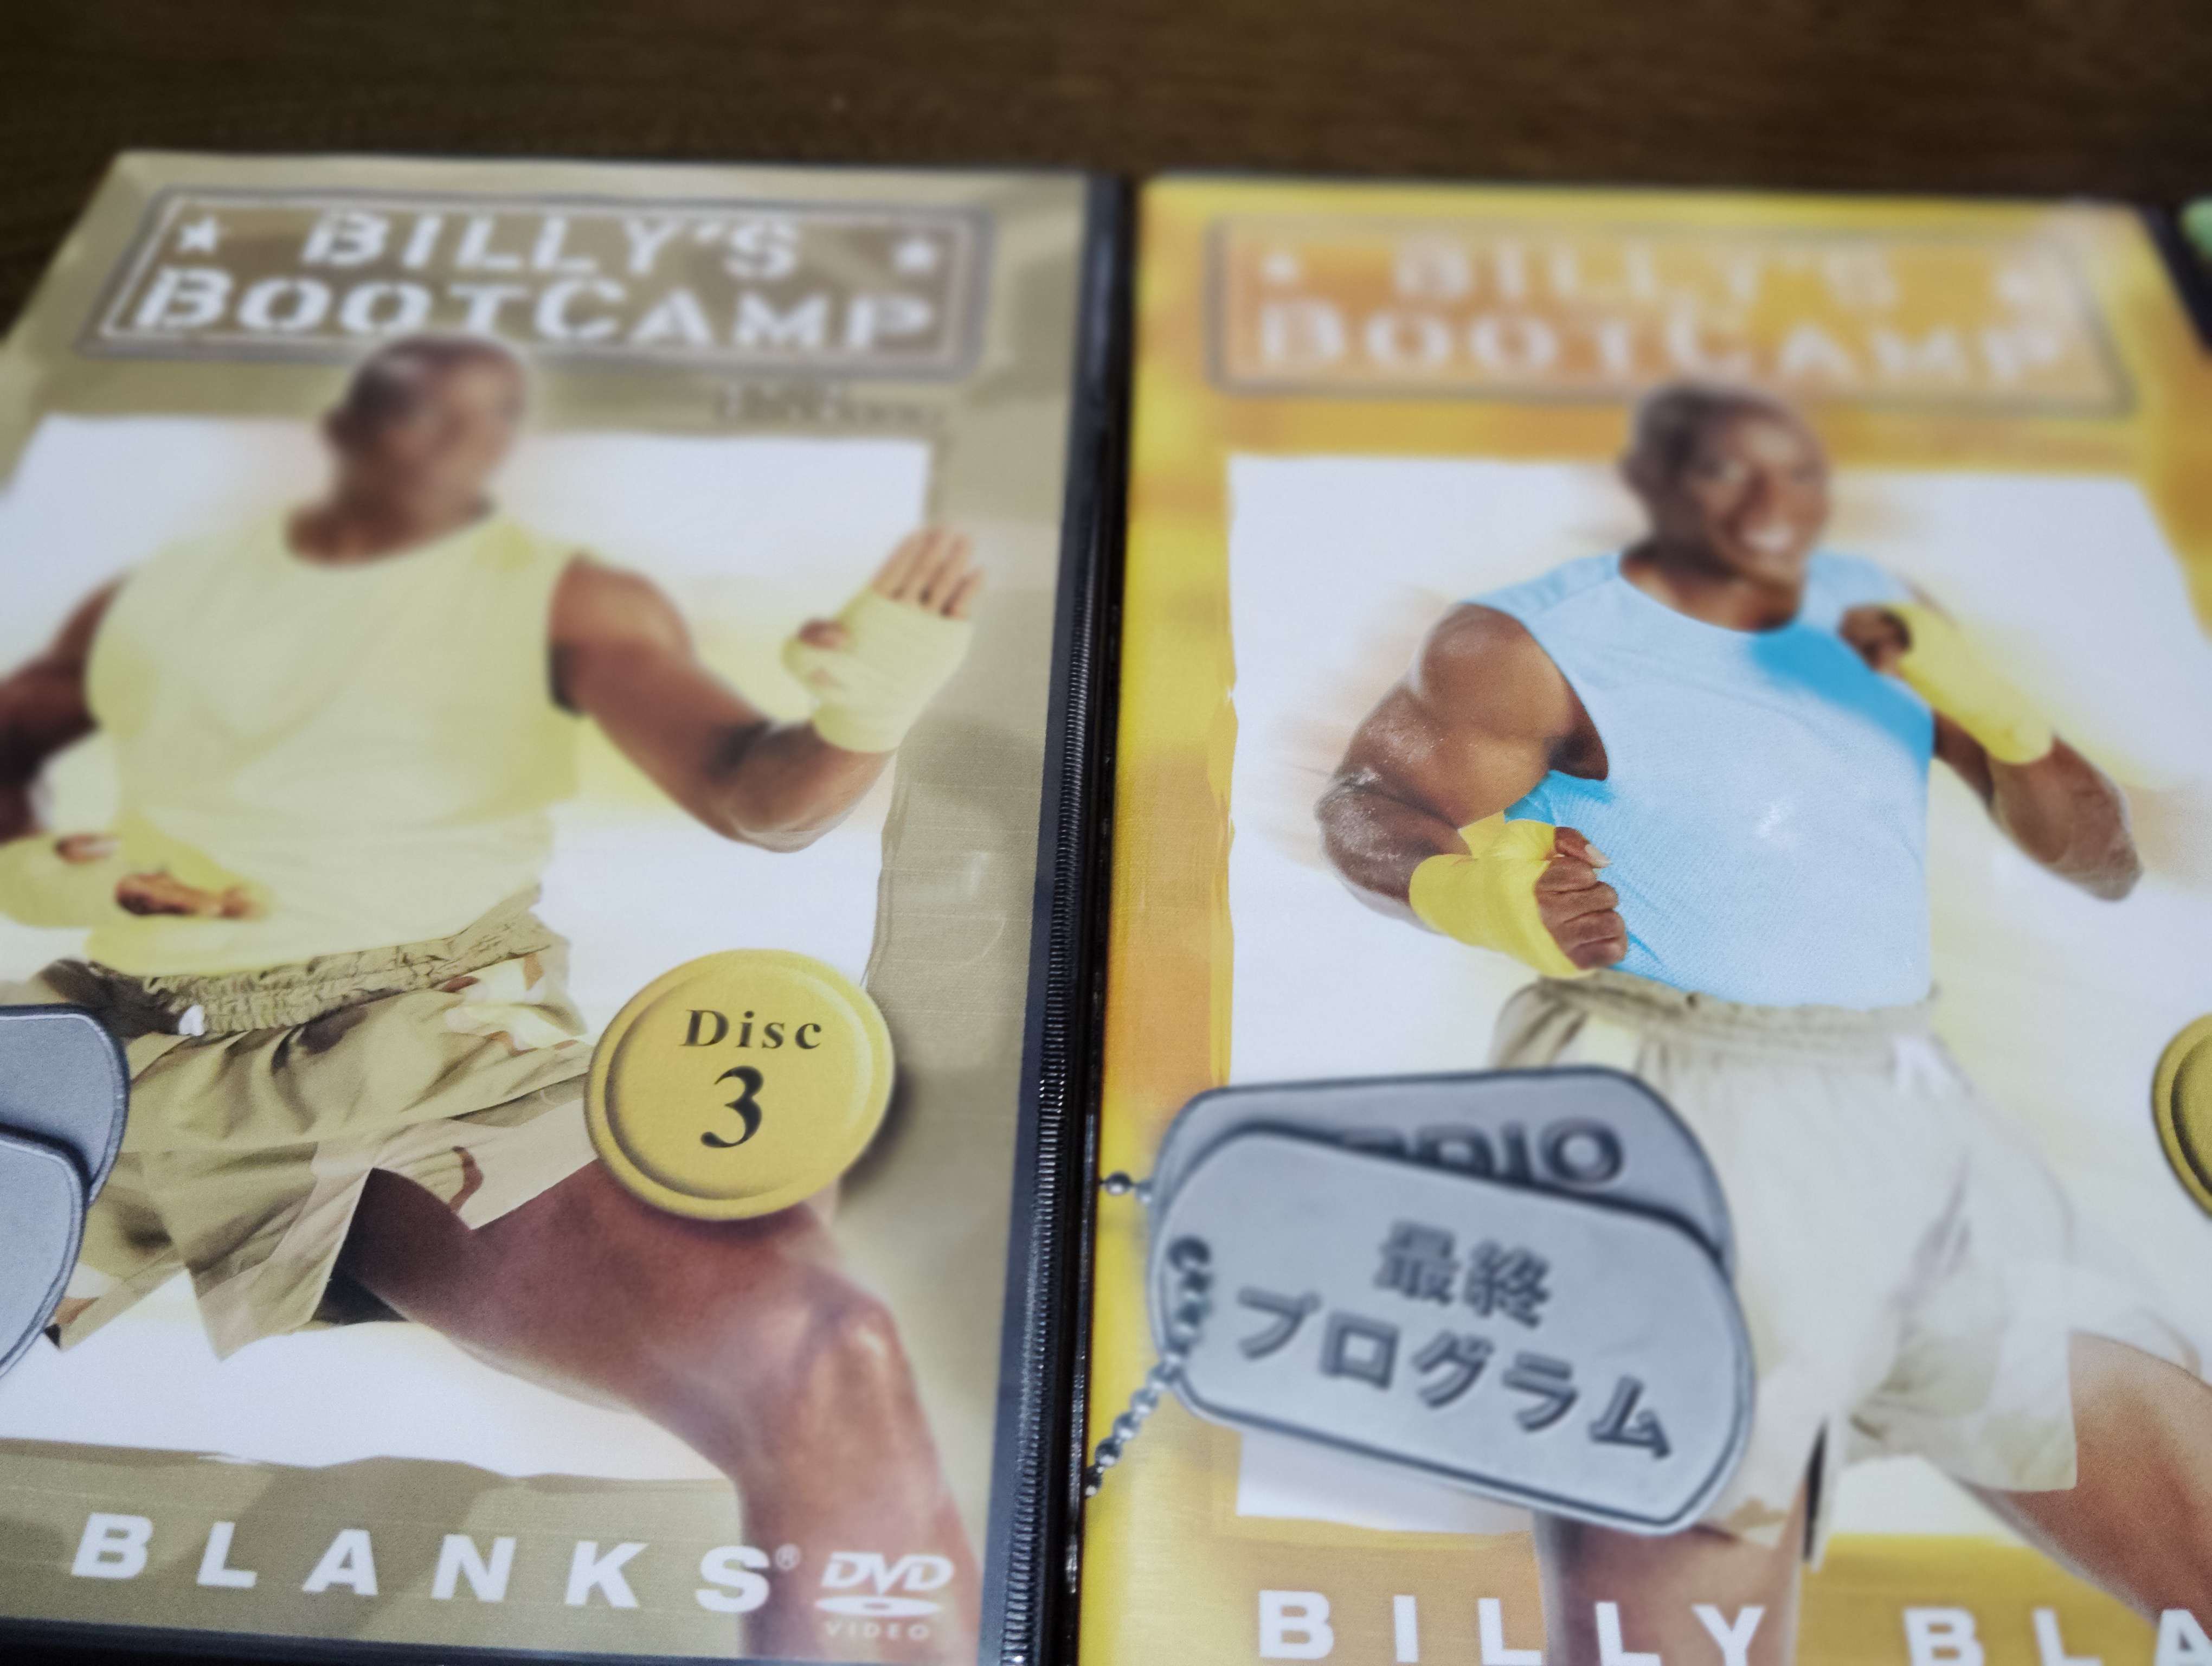 BILLY'S
BOOTCAMP
Disc
3
BLANKS®
DVD
VIDEO
BILLY'S
BOOTCAMP
最終
プログラム
BILLY BLA